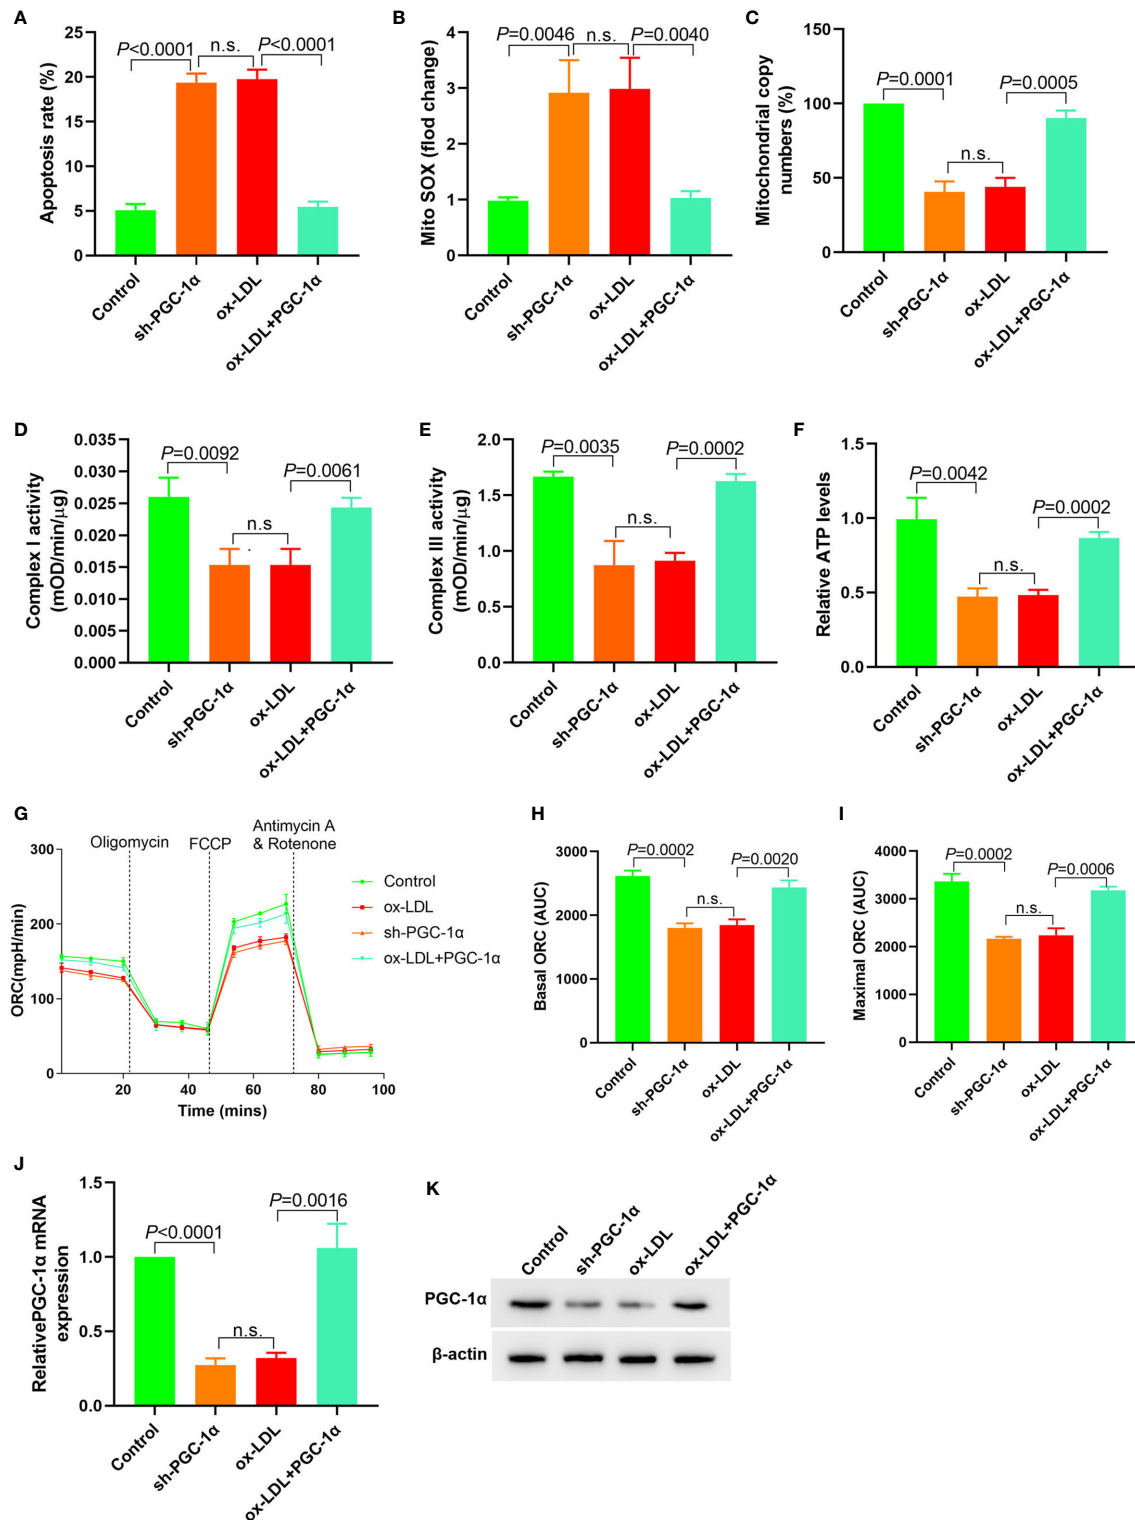 A
Apoptosis rate (%)
25
20
15
10
5
0
P<0.0001
n.s.
P<0.0001
Control
sh-PGC-1α
ox-LDL
ox-LDL+PGC-1α
B
Mito SOX (flod change)
4
3
2
1
0
P=0.0046
n.s.
P=0.0040
Control
sh-PGC-1α
ox-LDL
ox-LDL+PGC-1α
C
Mitochondrial copy
numbers (%)
150
100
50
0
P=0.0001
n.s.
P=0.0005
Control
sh-PGC-1α
ox-LDL
ox-LDL+PGC-1α
D
Complex I activity
(mOD/min/µg)
0.035
0.030
0.025
0.020
0.015
0.010
0.005
0.000
P=0.0092
n.s
P=0.0061
Control
sh-PGC-1α
ox-LDL
ox-LDL+PGC-1α
E
Complex III activity
(mOD/min/µg)
2.0
1.5
1.0
0.5
0.0
P=0.0035
n.s.
P=0.0002
Control
sh-PGC-1α
ox-LDL
ox-LDL+PGC-1α
F
Relative ATP levels
1.5
1.0
0.5
0.0
P=0.0042
n.s.
P=0.0002
Control
sh-PGC-1α
ox-LDL
ox-LDL+PGC-1α
G
ORC(mpH/min)
300
200
100
0
Oligomycin
FCCP
Antimycin A
& Rotenone
Control
ox-LDL
sh-PGC-1α
ox-LDL+PGC-1α
20
40
60
80
100
Time (mins)
H
Basal ORC (AUC)
3000
2000
1000
0
P=0.0002
n.s.
P=0.0020
Control
sh-PGC-1α
ox-LDL
ox-LDL+PGC-1α
I
Maximal ORC (AUC)
4000
3000
2000
1000
0
P=0.0002
n.s.
P=0.0006
Control
sh-PGC-1α
ox-LDL
ox-LDL+PGC-1α
J
RelativePGC-1α mRNA
expression
1.5
1.0
0.5
0.0
P<0.0001
n.s.
P=0.0016
Control
sh-PGC-1α
ox-LDL
ox-LDL+PGC-1α
K
Control
sh-PGC-1α
ox-LDL
ox-LDL+PGC-1α
PGC-1α
β-actin